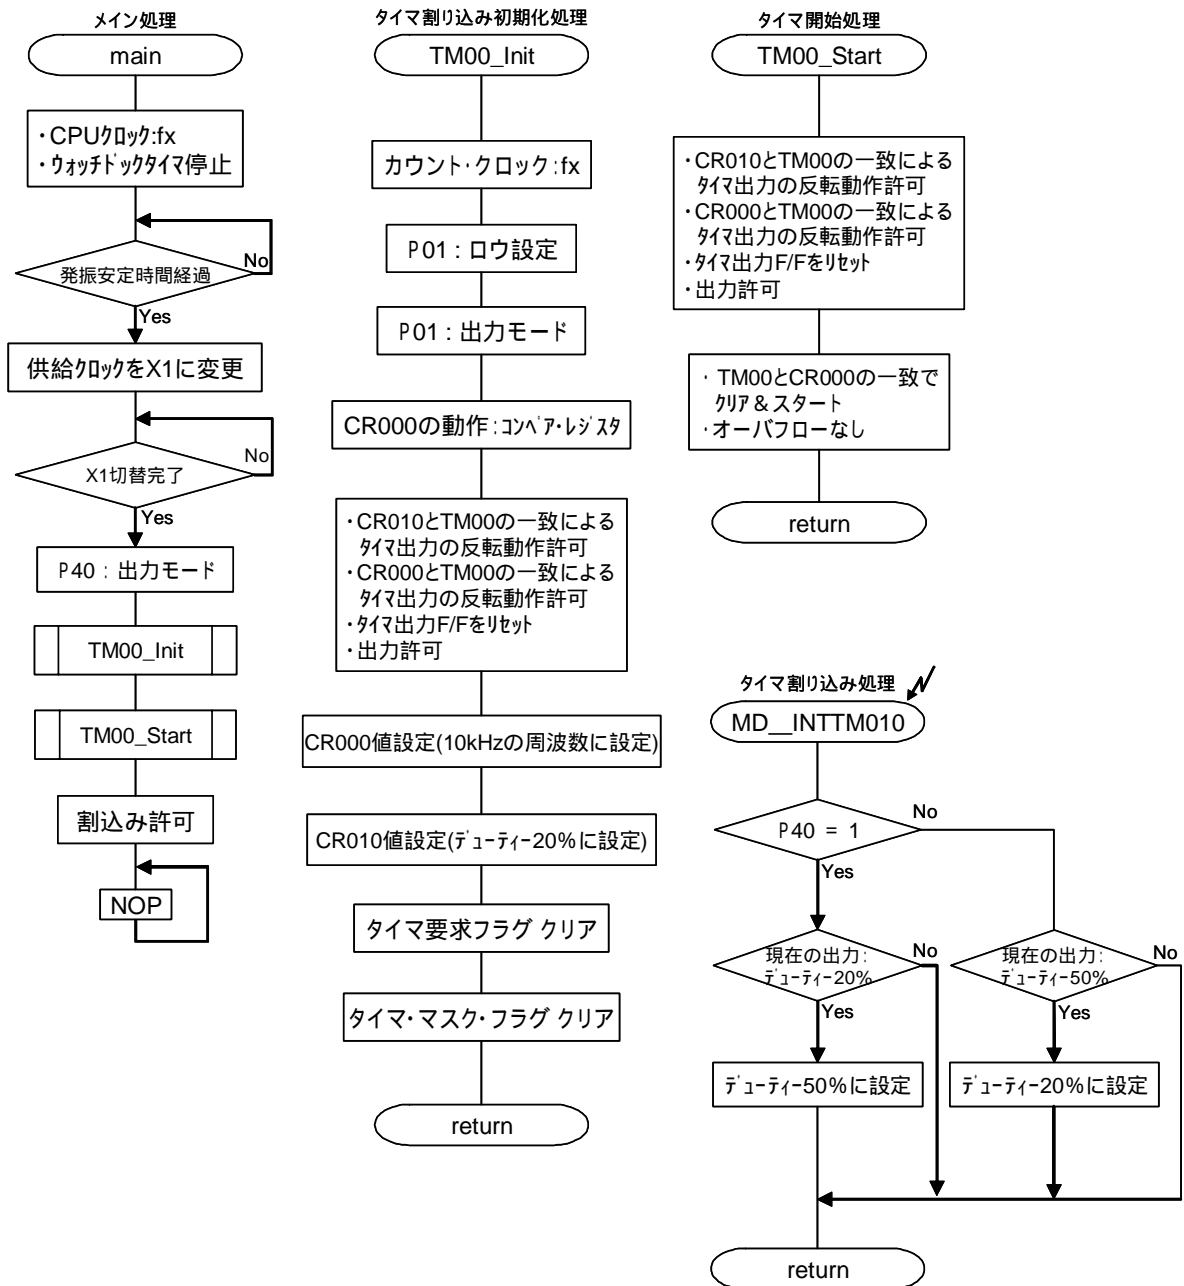 メイン処理
main
・CPUｸﾛｯｸ:fx
・ｳｫｯﾁﾄﾞｯｸﾀｲﾏ停止
発振安定時間経過
No
Yes
供給ｸﾛｯｸをX1に変更
X1切替完了
No
Yes
P40：出力モード
TM00_Init
TM00_Start
割込み許可
NOP
タイマ割り込み初期化処理
TM00_Init
カウント・クロック:fx
P01：ロウ設定
P01：出力モード
CR000の動作:ｺﾝﾍﾟｱ・ﾚｼﾞｽﾀ
・CR010とTM00の一致による
ﾀｲﾏ出力の反転動作許可
・CR000とTM00の一致による
ﾀｲﾏ出力の反転動作許可
・ﾀｲﾏ出力F/Fをﾘｾｯﾄ
・出力許可
CR000値設定(10kHzの周波数に設定)
CR010値設定(ﾃﾞｭｰﾃｨｰ20%に設定)
タイマ要求フラグ クリア
タイマ・マスク・フラグ クリア
return
タイマ開始処理
TM00_Start
・CR010とTM00の一致による
ﾀｲﾏ出力の反転動作許可
・CR000とTM00の一致による
ﾀｲﾏ出力の反転動作許可
・ﾀｲﾏ出力F/Fをﾘｾｯﾄ
・出力許可
・TM00とCR000の一致で
ｸﾘｱ＆スタート
・オーバフローなし
return
タイマ割り込み処理
MD__INTTM010
P40 = 1
No
Yes
現在の出力:
ﾃﾞｭｰﾃｨｰ20%
No
Yes
現在の出力:
ﾃﾞｭｰﾃｨｰ50%
No
Yes
ﾃﾞｭｰﾃｨｰ50%に設定
ﾃﾞｭｰﾃｨｰ20%に設定
return